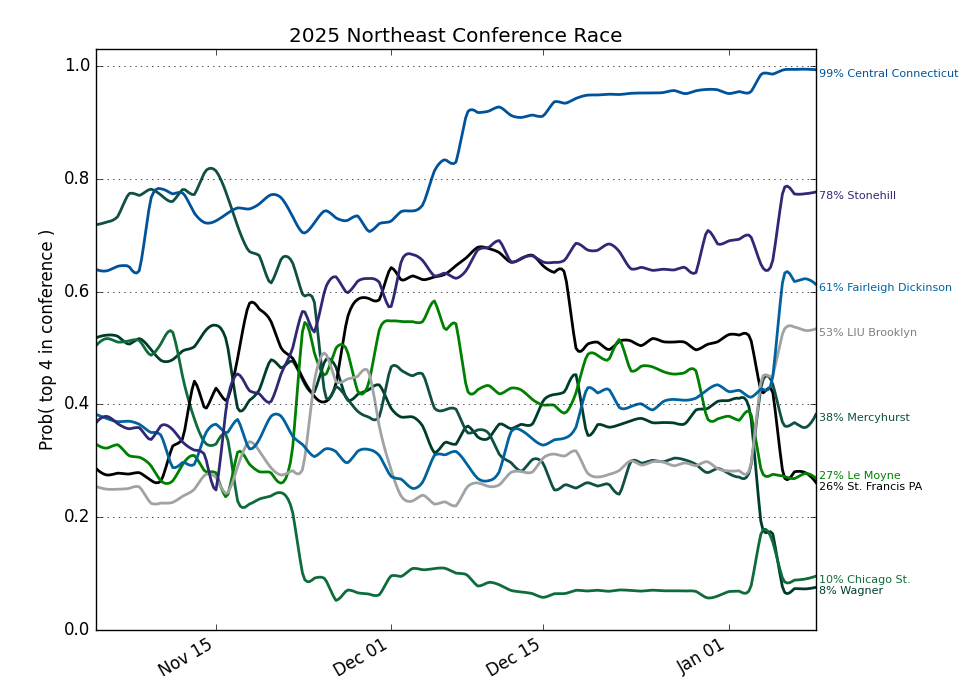 2025 Northeast Conference Race
Prob( top 4 in conference )
1.0
0.8
0.6
0.4
0.2
0.0
Nov 15
Dec 01
Dec 15
Jan 01
99% Central Connecticut
78% Stonehill
61% Fairleigh Dickinson
53% LIU Brooklyn
38% Mercyhurst
27% Le Moyne
26% St. Francis PA
10% Chicago St.
8% Wagner